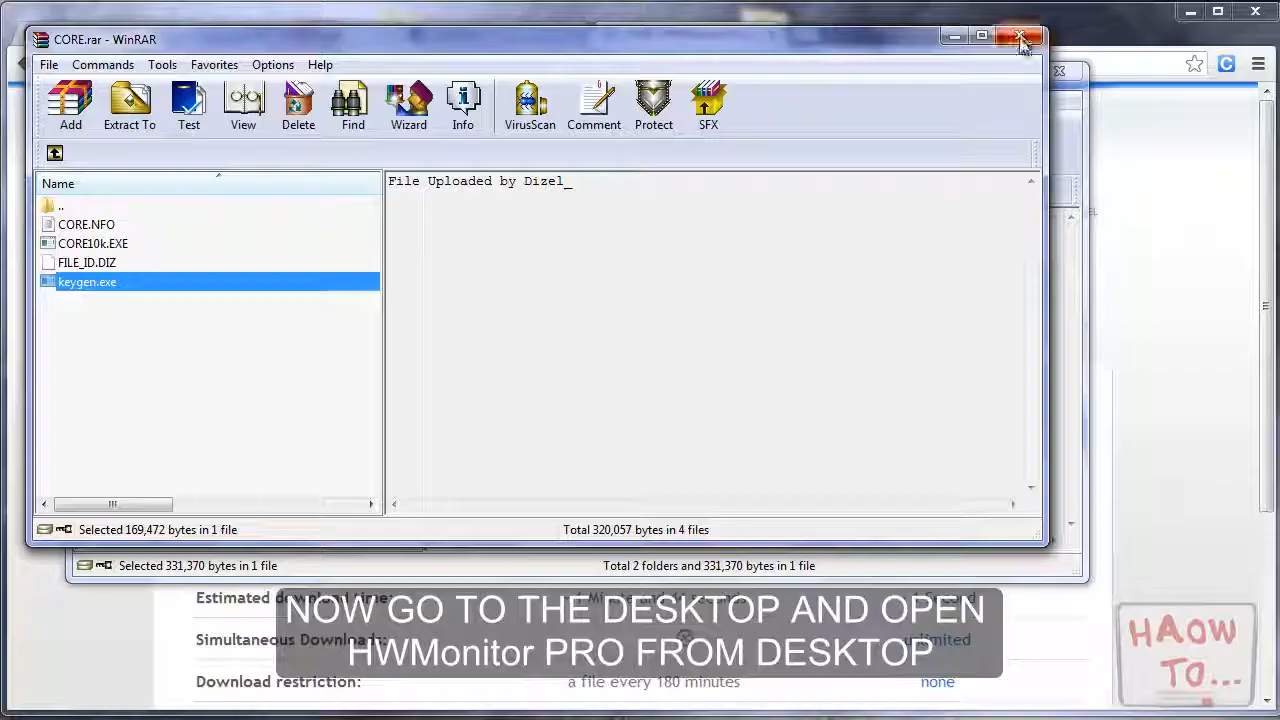 CORE.rar - WinRAR
File Commands Tools Favorites Options Help
Add Extract To Test View Delete Find Wizard Info VirusScan Comment Protect SFX
Name
..
CORE.NFO
CORE10k.EXE
FILE_ID.DIZ
keygen.exe
File Uploaded by Dizel_
Selected 169,472 bytes in 1 file
Total 320,057 bytes in 4 files
Selected 331,370 bytes in 1 file
Total 2 folders and 331,370 bytes in 1 file
Estimated download time:
NOW GO TO THE DESKTOP AND OPEN
HWMonitor PRO FROM DESKTOP
Simultaneous Downloads:
unlimited
Download restriction:
a file every 180 minutes
none
HAOW
TO...